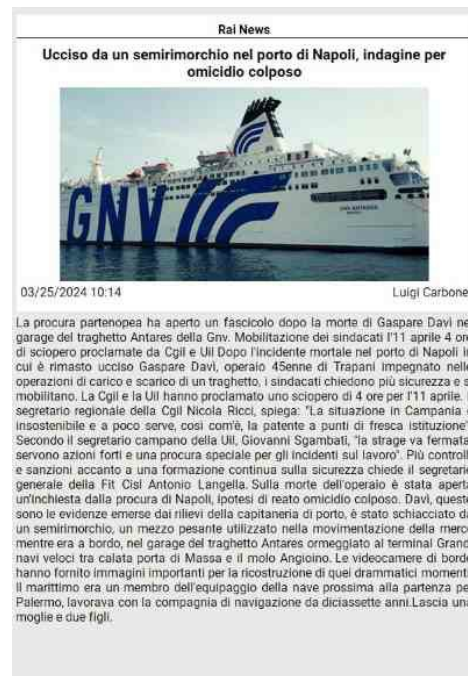 Rai News
Ucciso da un semirimorchio nel porto di Napoli, indagine per
omicidio colposo
GNV
03/25/2024 10:14
Luigi Carbone
La procura partenopea ha aperto un fascicolo dopo la morte di Gaspare Davì ne
garage del traghetto Antares della Gnv. Mobilitazione dei sindacati l'11 aprile 4 ore
di sciopero proclamate da Cgil e Uil Dopo l'incidente mortale nel porto di Napoli in
cui è rimasto ucciso Gaspare Davì, operaio 45enne di Trapani impegnato nelle
operazioni di carico e scarico di un traghetto, i sindacati chiedono più sicurezza e s
mobilitano. La Cgil e la Uil hanno proclamato uno sciopero di 4 ore per l'11 aprile.
segretario regionale della Cgil Nicola Ricci, spiega: "La situazione in Campania
insostenibile e a poco serve, così com'è, la patente a punti di fresca istituzione"
Secondo il segretario campano della Uil, Giovanni Sgambati, "la strage va fermata
servono azioni forti e una procura speciale per gli incidenti sul lavoro". Più controll
e sanzioni accanto a una formazione continua sulla sicurezza chiede il segretario
generale della Fit Cisl Antonio Langella. Sulla morte dell'operaio è stata aperta
un'inchiesta dalla procura di Napoli, ipotesi di reato omicidio colposo. Davì, queste
sono le evidenze emerse dai rilievi della capitaneria di porto, è stato schiacciato da
un semirimorchio, un mezzo pesante utilizzato nella movimentazione della merce
mentre era a bordo, nel garage del traghetto Antares ormeggiato al terminal Grand
navi veloci tra calata porta di Massa e il molo Angioino. Le videocamere di bordo
hanno fornito immagini importanti per la ricostruzione di quei drammatici momenti
Il marittimo era un membro dell'equipaggio della nave prossima alla partenza pe
Palermo, lavorava con la compagnia di navigazione da diciassette anni.Lascia una
moglie e due figli.